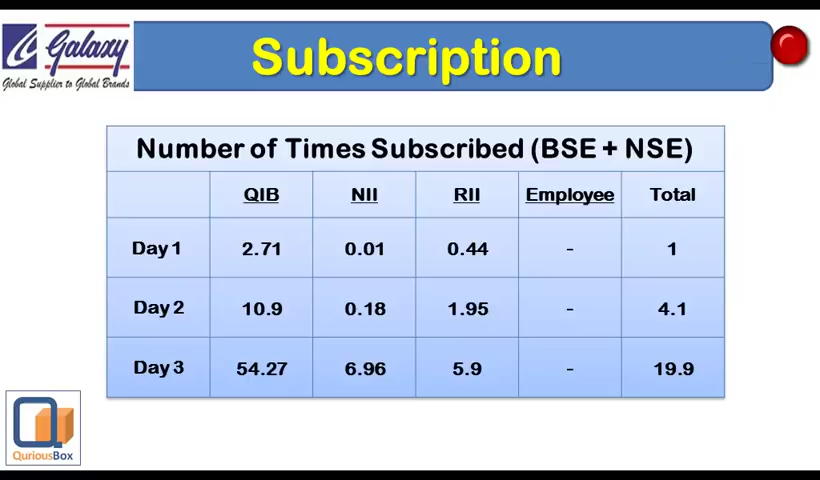 Galaxy
Global Supplier to Global Brands
Subscription
Number of Times Subscribed (BSE + NSE)
QIB NII RII Employee Total
Day 1 2.71 0.01 0.44 - 1
Day 2 10.9 0.18 1.95 - 4.1
Day 3 54.27 6.96 5.9 - 19.9
QuriousBox